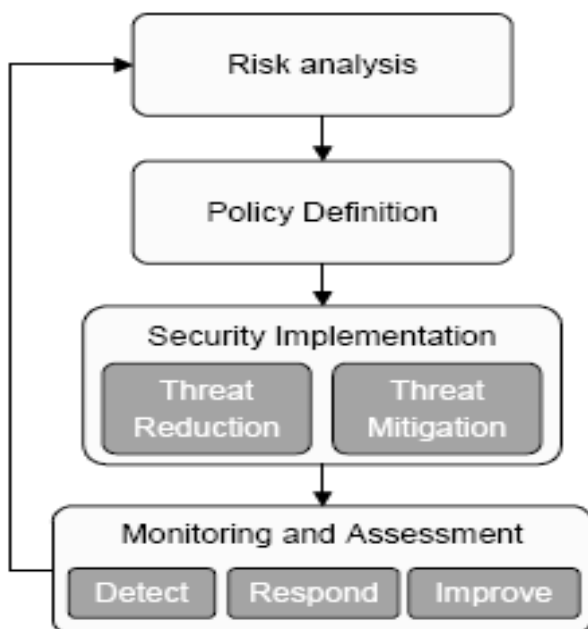 Risk analysis
Policy Definition
Security Implementation
Threat
Reduction
Threat
Mitigation
Monitoring and Assessment
Detect
Respond
Improve